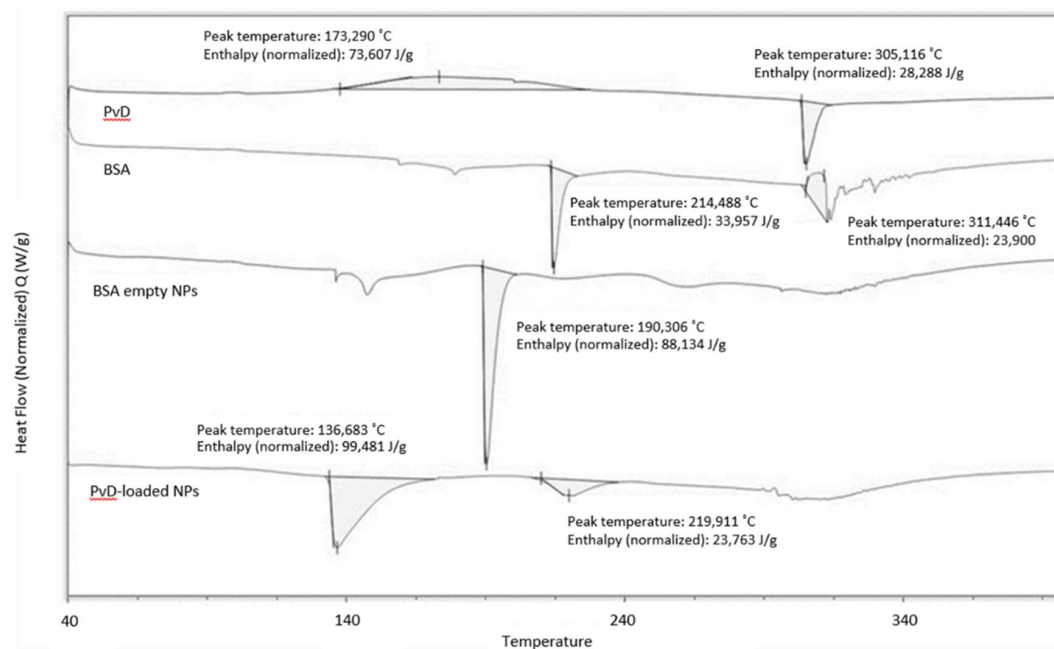 Peak temperature: 173,290 ˚C
Enthalpy (normalized): 73,607 J/g
Peak temperature: 305,116 ˚C
Enthalpy (normalized): 28,288 J/g
PvD
BSA
Peak temperature: 214,488 ˚C
Enthalpy (normalized): 33,957 J/g
Peak temperature: 311,446 ˚C
Enthalpy (normalized): 23,900
BSA empty NPs
Peak temperature: 190,306 ˚C
Enthalpy (normalized): 88,134 J/g
Peak temperature: 136,683 ˚C
Enthalpy (normalized): 99,481 J/g
PvD-loaded NPs
Peak temperature: 219,911 ˚C
Enthalpy (normalized): 23,763 J/g
Heat Flow (Normalized) Q (W/g)
40 140 240 340
Temperature